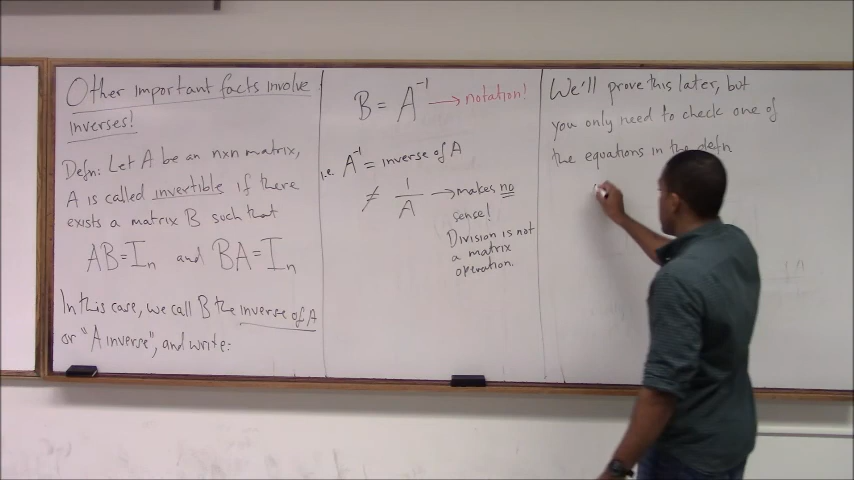 Other important facts involve
inverses!
Defn: Let A be an nxn matrix,
A is called invertible if there
exists a matrix B such that
AB=Iₙ and BA=Iₙ
In this case, we call B the inverse of A
or "A inverse", and write:
B = A⁻¹ → notation!
i.e. A⁻¹ = inverse of A
≠ 1/A → makes no
sense!
Division is not
a matrix
operation.
We'll prove this later, but
you only need to check one of
the equations in the defn